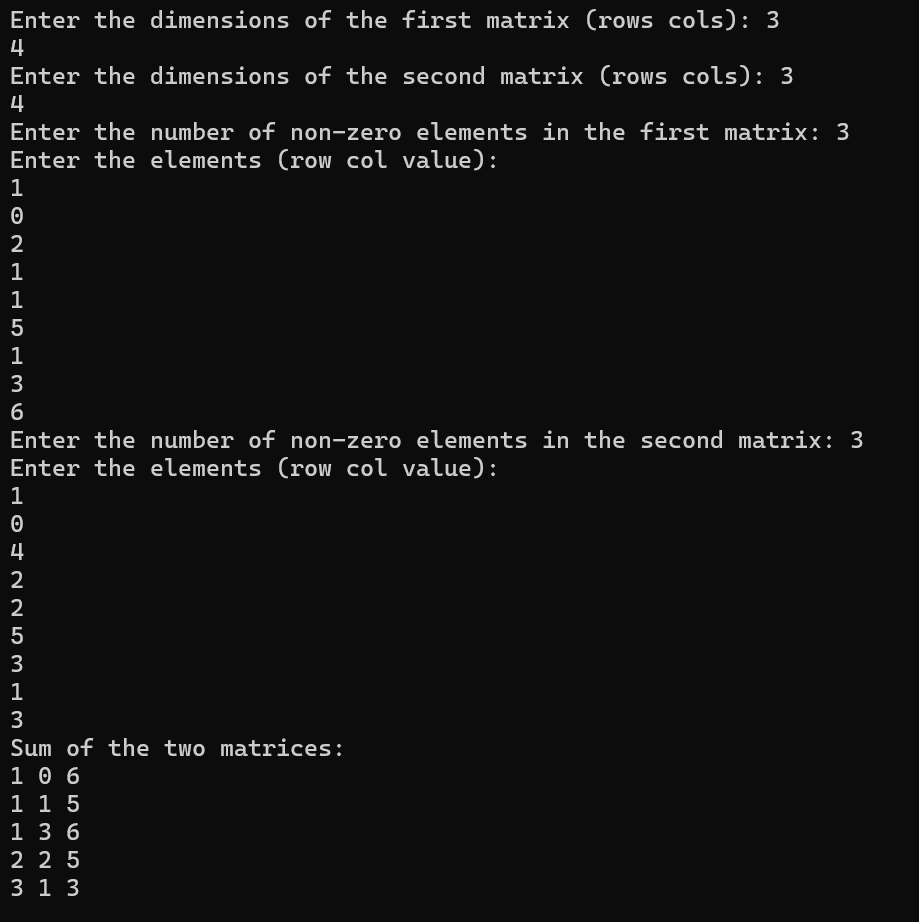 Enter the dimensions of the first matrix (rows cols): 3
4
Enter the dimensions of the second matrix (rows cols): 3
4
Enter the number of non-zero elements in the first matrix: 3
Enter the elements (row col value):
1
0
2
1
1
5
1
3
6
Enter the number of non-zero elements in the second matrix: 3
Enter the elements (row col value):
1
0
4
2
2
5
3
1
3
Sum of the two matrices:
1 0 6
1 1 5
1 3 6
2 2 5
3 1 3